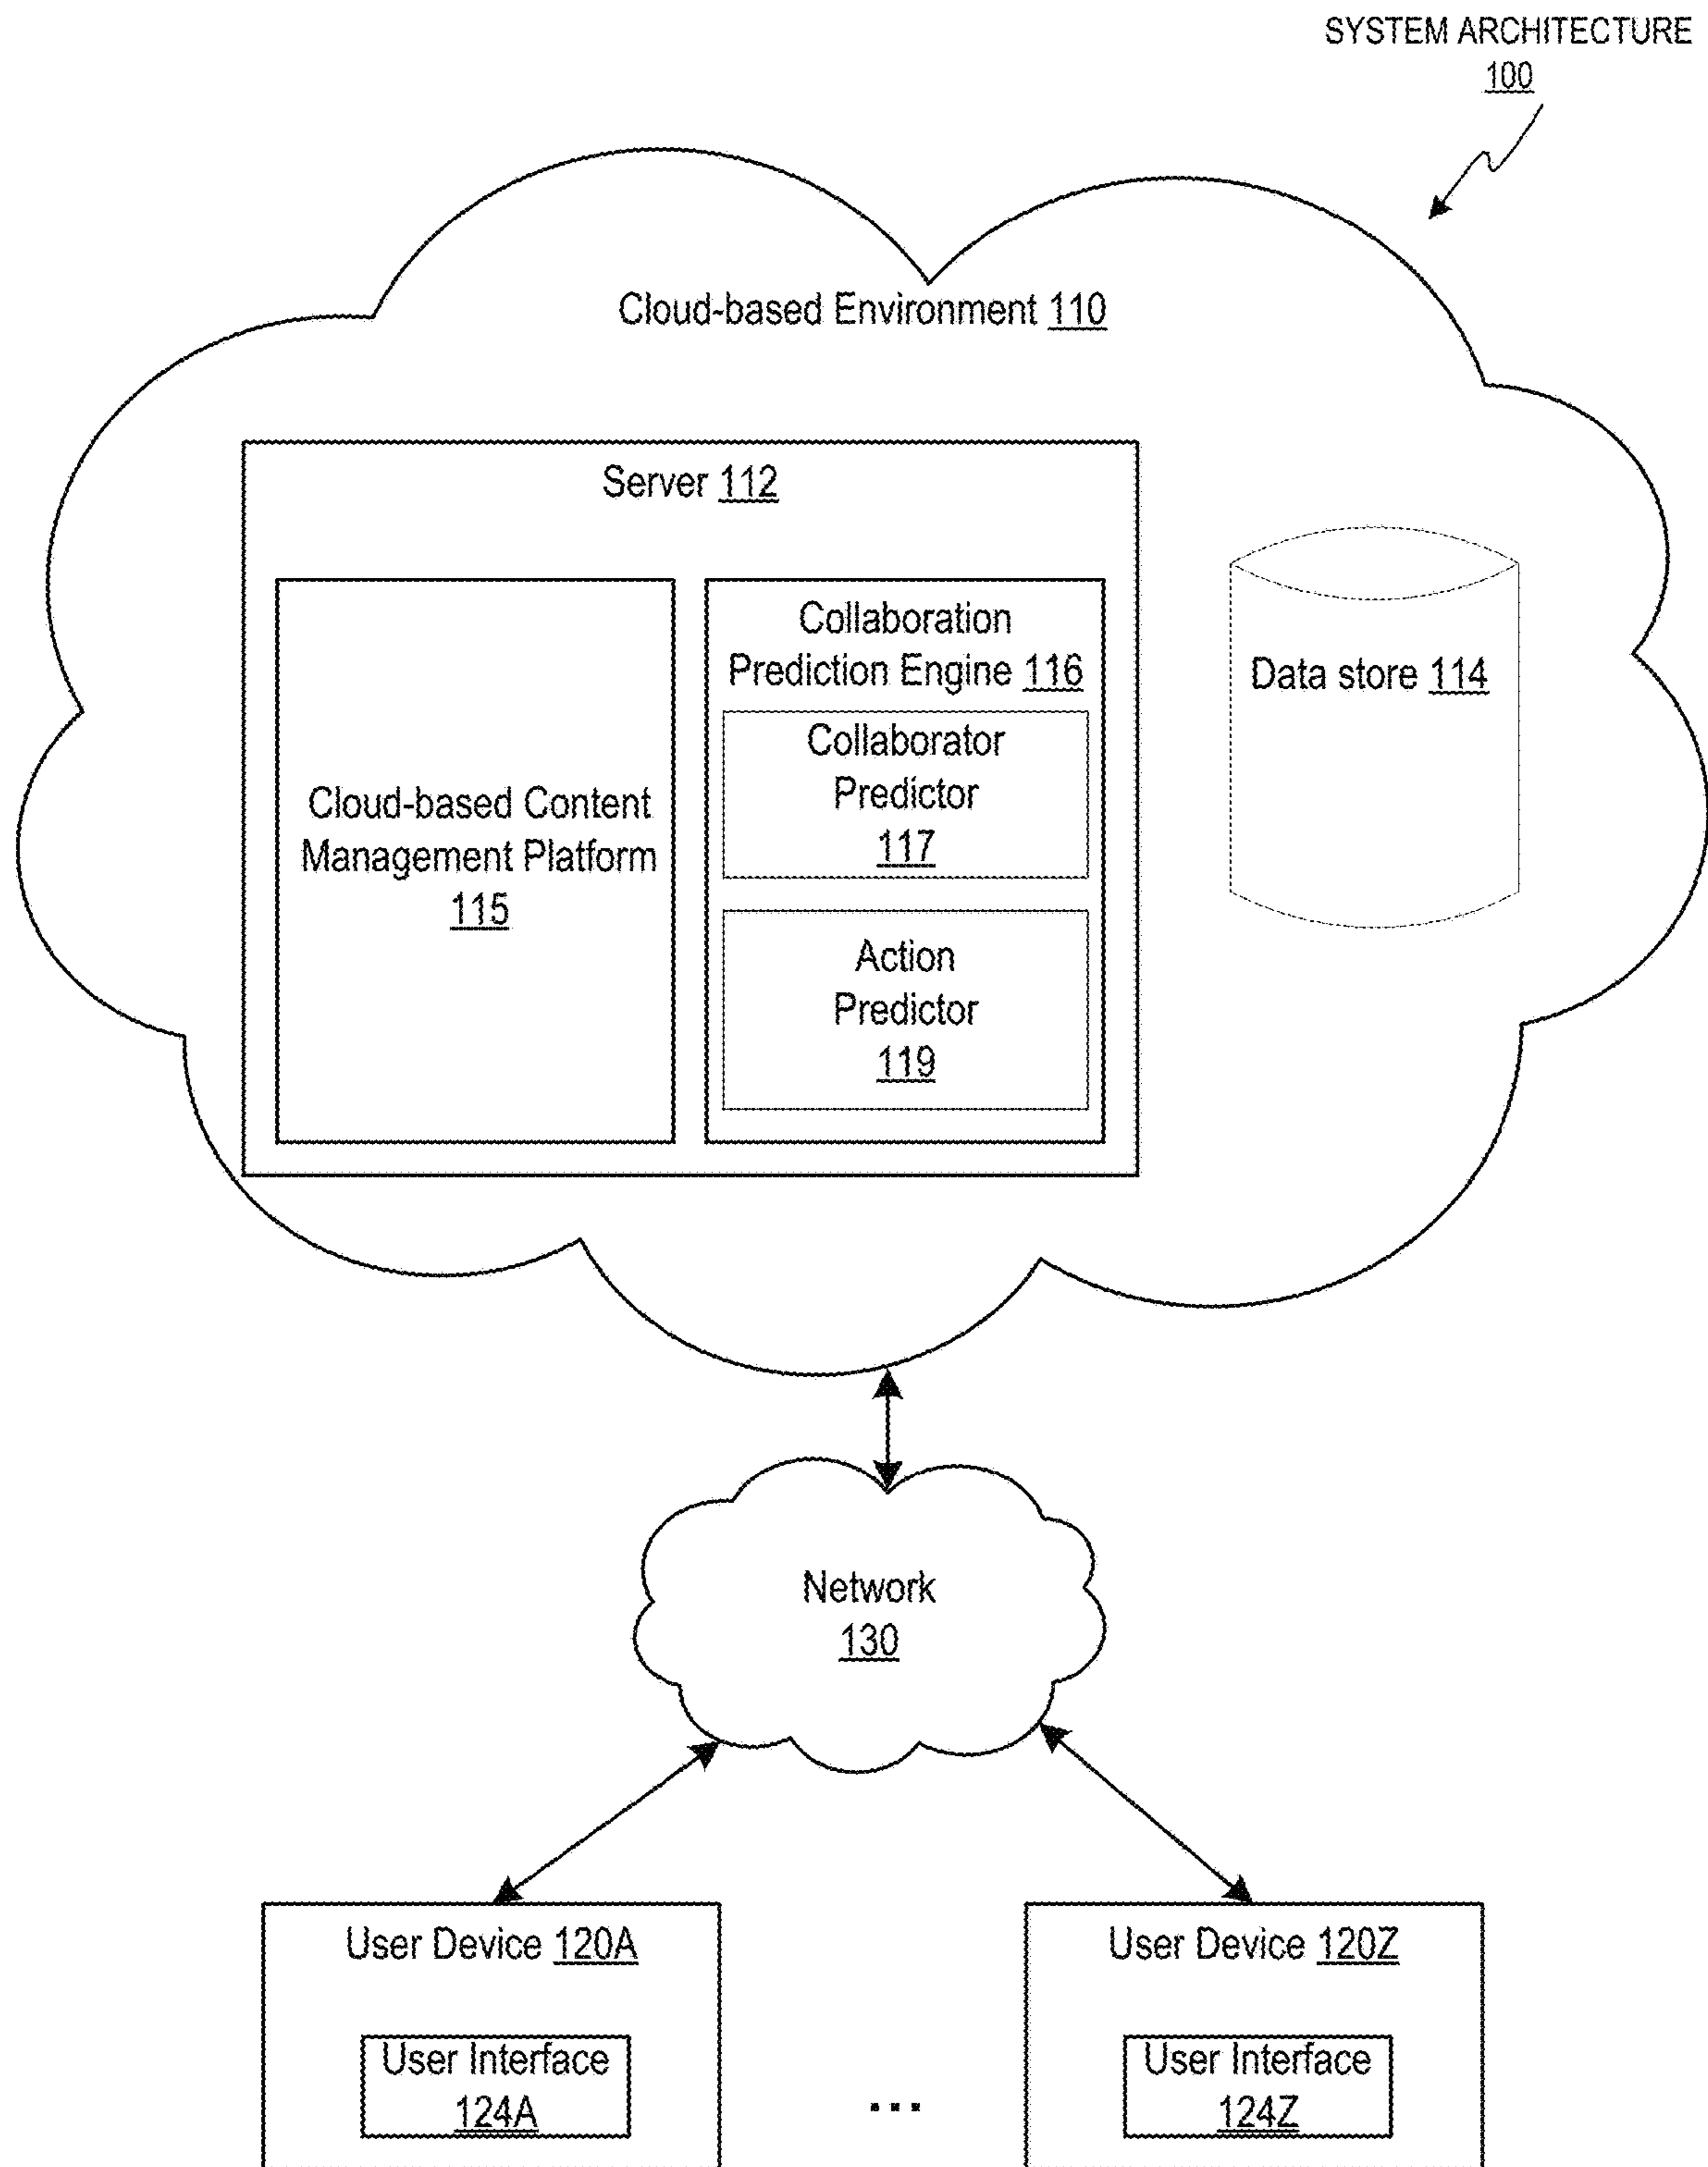 SYSTEM ARCHITECTURE
100
Cloud-based Environment 110
Server 112
Cloud-based Content
Management Platform
115
Collaboration
Prediction Engine 116
Collaborator
Predictor
117
Action
Predictor
119
Data store 114
Network
130
User Device 120A
User Interface
124A
...
User Device 120Z
User Interface
124Z